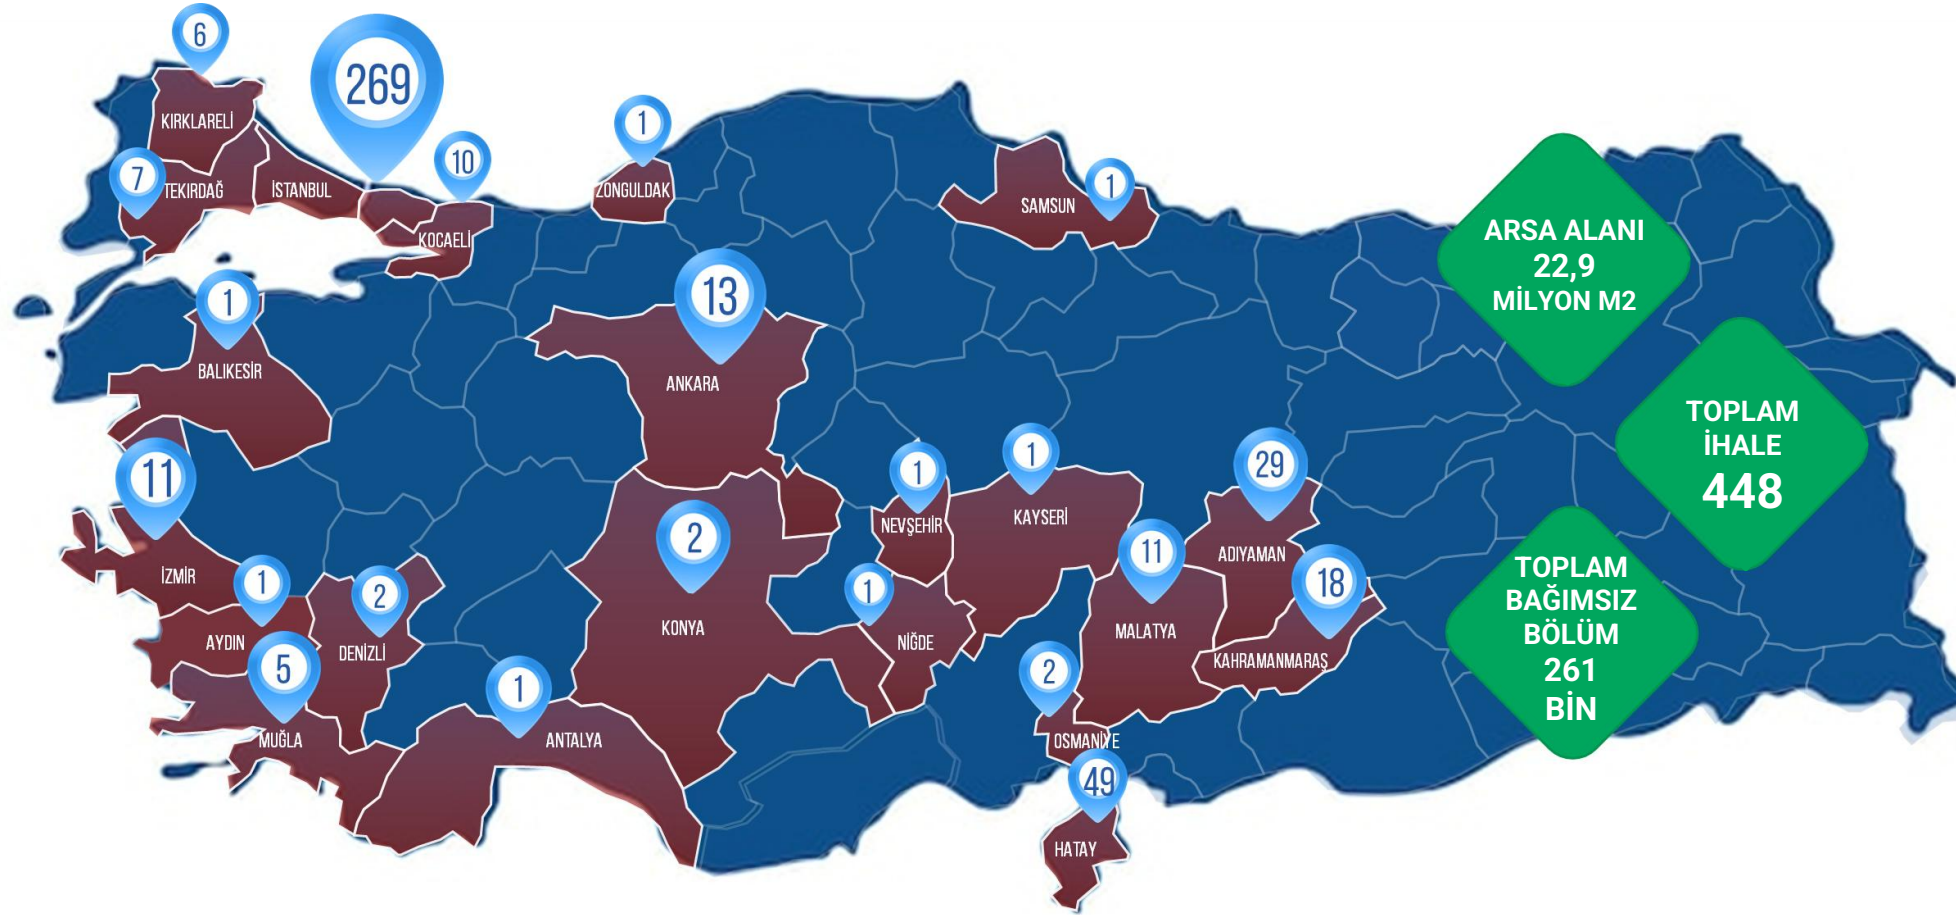 6
269
KIRKLARELİ
1
10
7
TEKİRDAĞ
İSTANBUL
ZONGULDAK
1
SAMSUN
KOCAELİ
ARSA ALANI
22,9
MİLYON M2
1
13
BALIKESİR
ANKARA
TOPLAM
İHALE
448
11
1
1
29
NEVŞEHİR
KAYSERİ
2
11
ADIYAMAN
İZMİR
1
2
1
18
TOPLAM
BAĞIMSIZ
BÖLÜM
261
BİN
AYDIN
DENİZLİ
KONYA
NİĞDE
MALATYA
KAHRAMANMARAŞ
5
1
2
MUĞLA
ANTALYA
OSMANİYE
49
HATAY